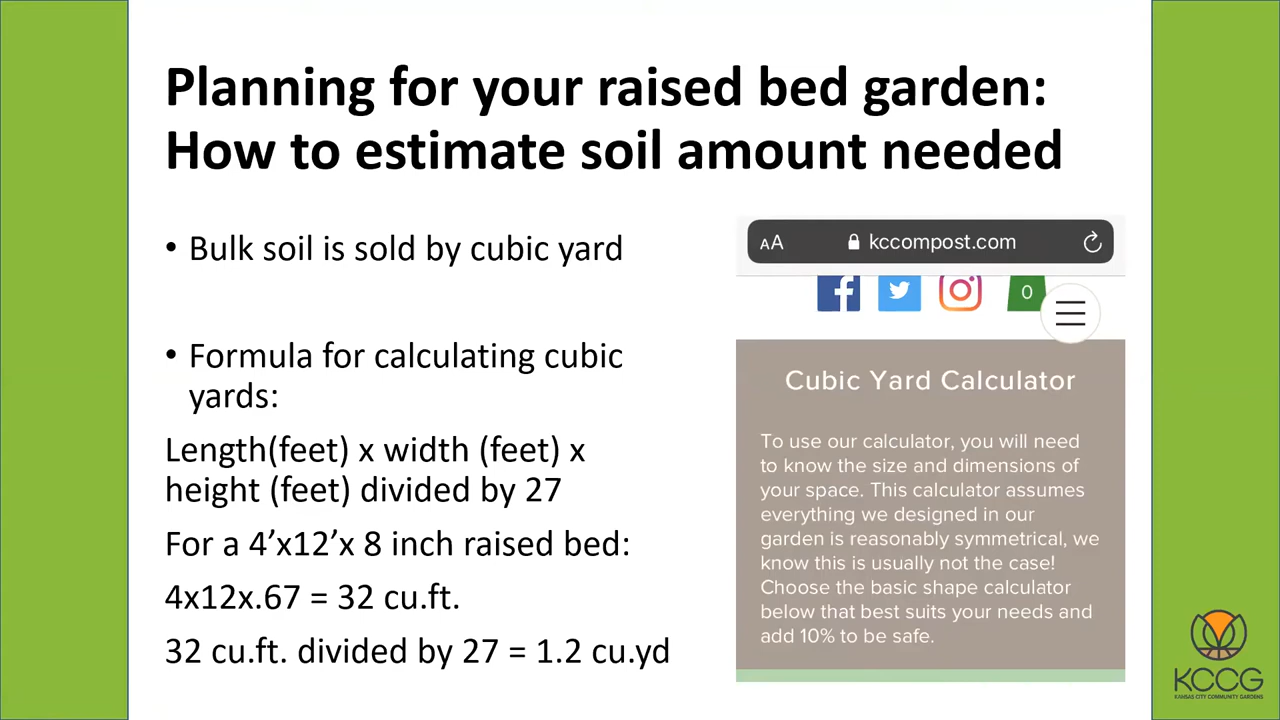 Planning for your raised bed garden:
How to estimate soil amount needed
• Bulk soil is sold by cubic yard
• Formula for calculating cubic
yards:
Length(feet) x width (feet) x
height (feet) divided by 27
For a 4’x12’x 8 inch raised bed:
4x12x.67 = 32 cu.ft.
32 cu.ft. divided by 27 = 1.2 cu.yd
AA kccompost.com
0
Cubic Yard Calculator
To use our calculator, you will need
to know the size and dimensions of
your space. This calculator assumes
everything we designed in our
garden is reasonably symmetrical, we
know this is usually not the case!
Choose the basic shape calculator
below that best suits your needs and
add 10% to be safe.
KCCG
KANSAS CITY COMMUNITY GARDENS